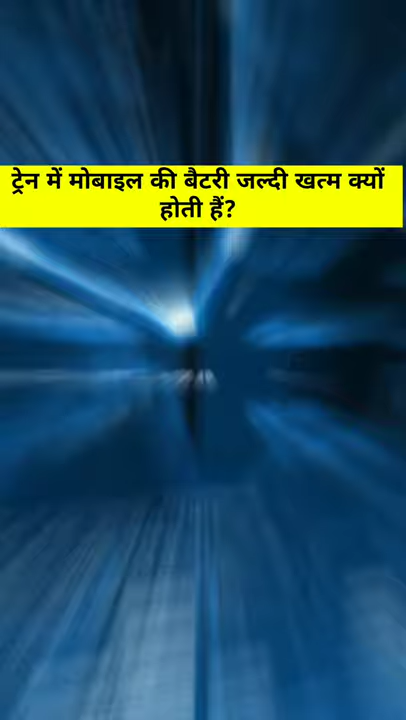 ट्रेन में मोबाइल की बैटरी जल्दी खत्म क्यों
होती हैं?